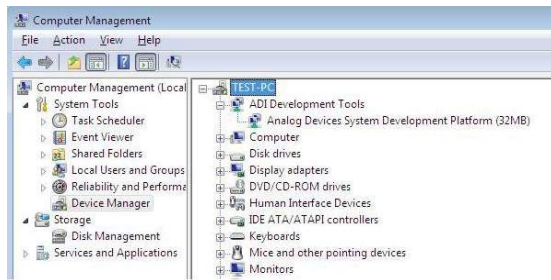 Computer Management
File Action View Help
Computer Management (Local
System Tools
Task Scheduler
Event Viewer
Shared Folders
Local Users and Groups
Reliability and Performa
Device Manager
Storage
Disk Management
Services and Applications
TEST-PC
ADI Development Tools
Analog Devices System Development Platform (32MB)
Computer
Disk drives
Display adapters
DVD/CD-ROM drives
Human Interface Devices
IDE ATA/ATAPI controllers
Keyboards
Mice and other pointing devices
Monitors